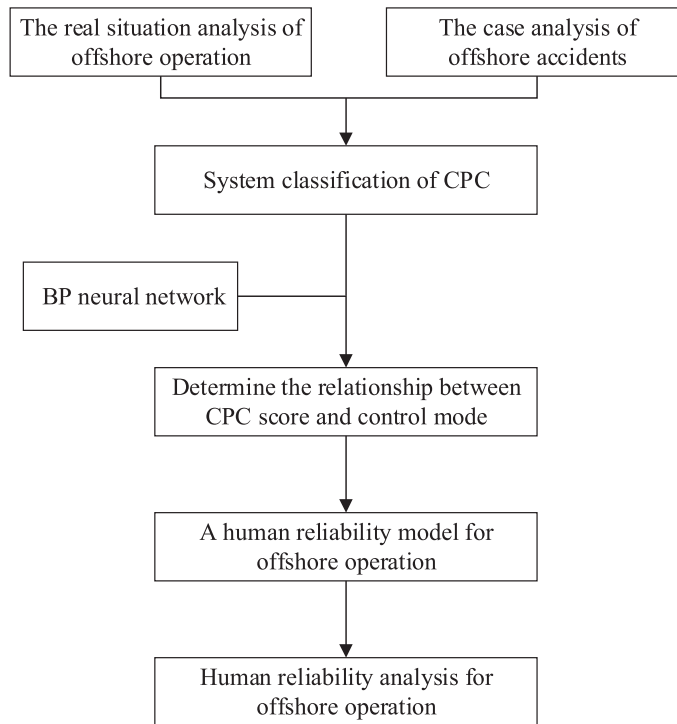 The real situation analysis of
offshore operation
The case analysis of
offshore accidents
System classification of CPC
BP neural network
Determine the relationship between
CPC score and control mode
A human reliability model for
offshore operation
Human reliability analysis for
offshore operation